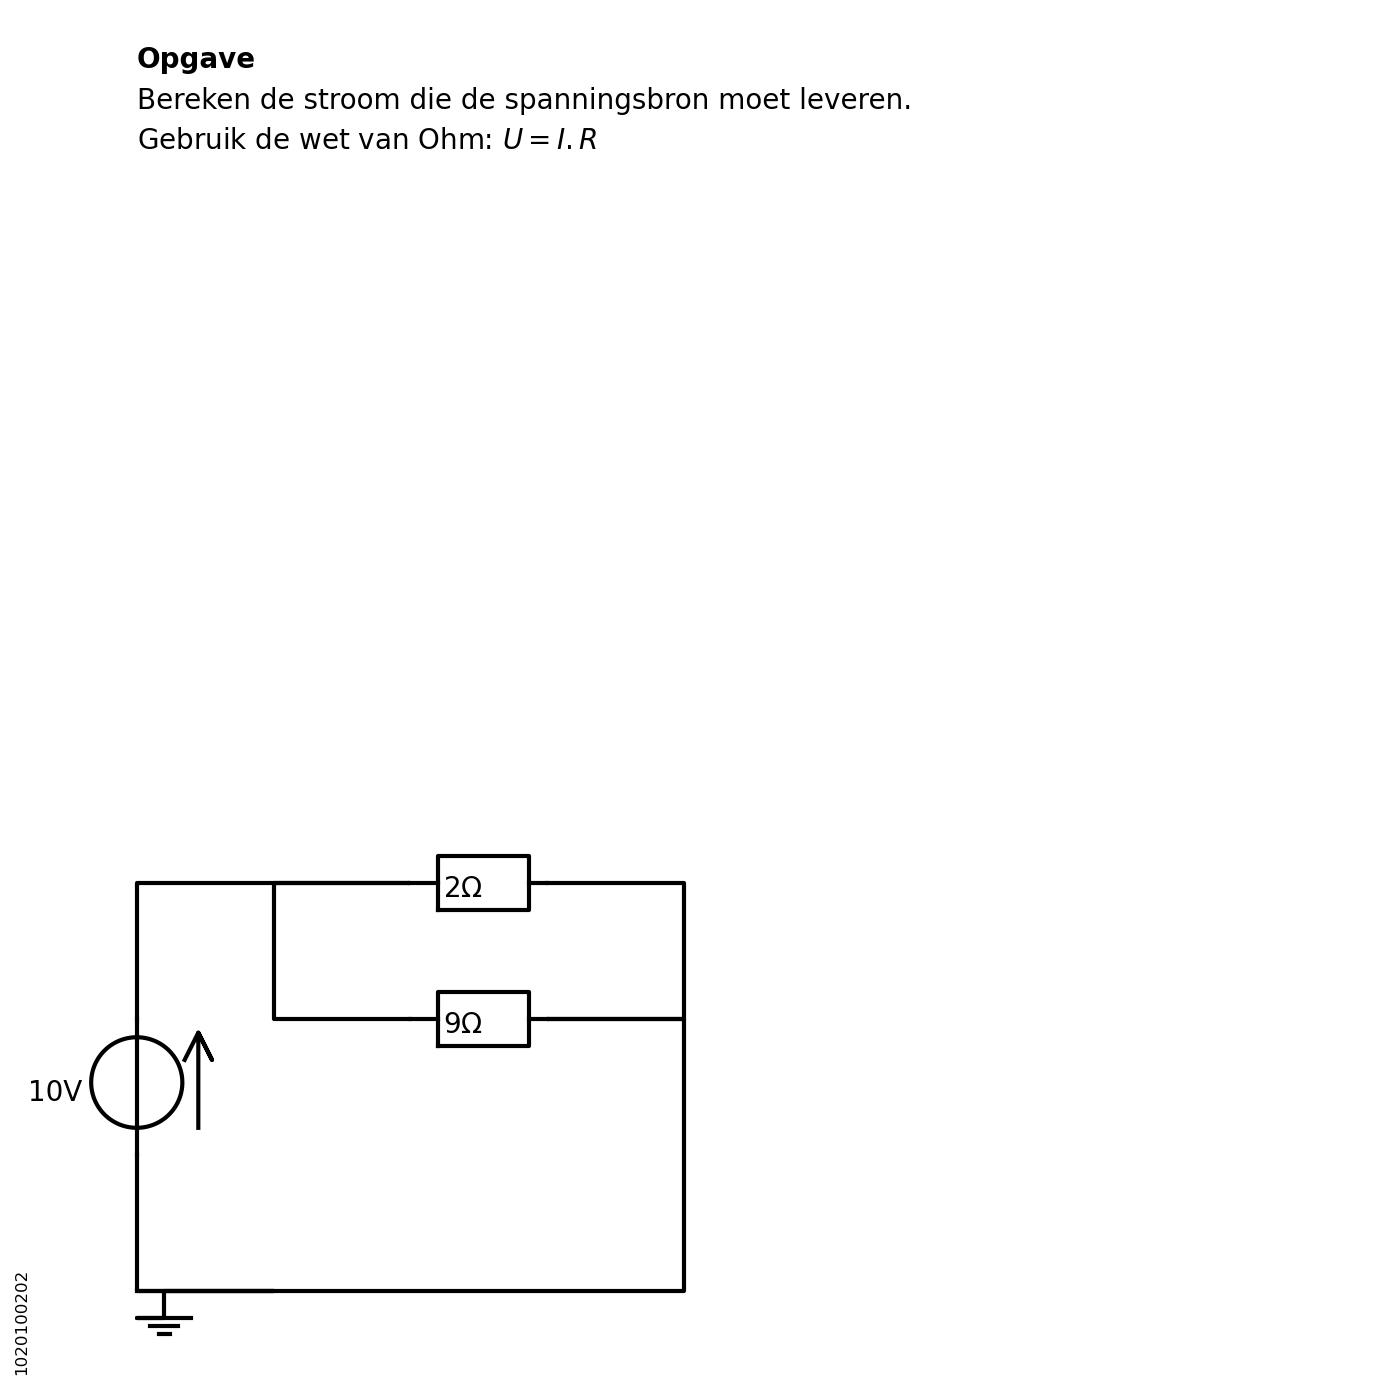 Opgave
Bereken de stroom die de spanningsbron moet leveren.
Gebruik de wet van Ohm: U = I.R
2Ω
9Ω
10V
1020100202